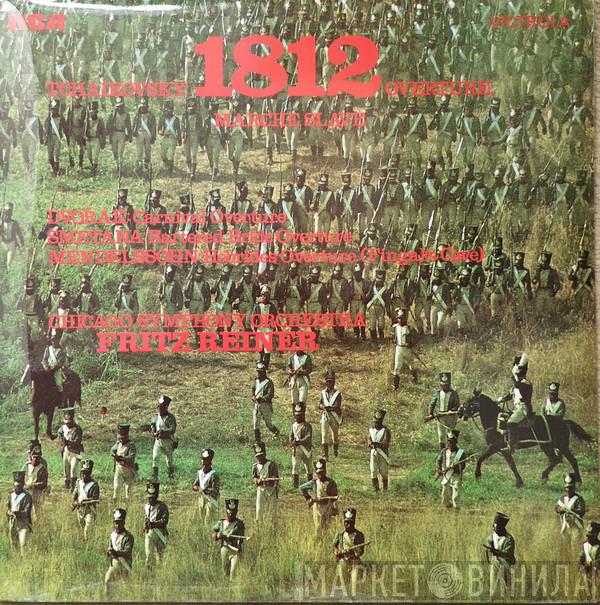 RCA
VICTROLA
TCHAIKOVSKY: 1812 OVERTURE.
MARCHE SLAVE
DVOŘÁK: Carnival Overture
SMETANA: Bartered Bride Overture
MENDELSSOHN: Hebrides Overture (Fingal's Cave)
CHICAGO SYMPHONY ORCHESTRA
FRITZ REINER
МАРКЕТ ВИНИЛА